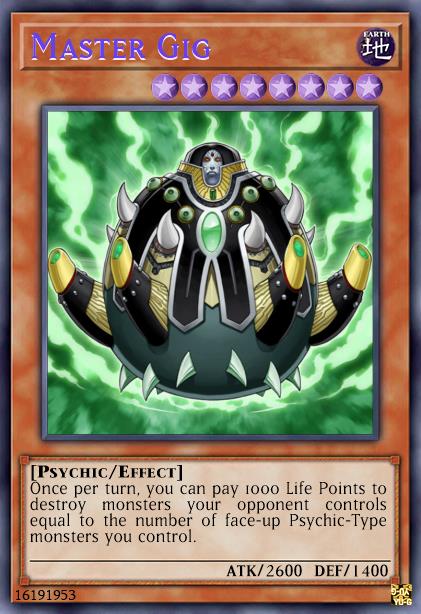 MASTER GIG
EARTH
地
[PSYCHIC/EFFECT]
Once per turn, you can pay 1000 Life Points to
destroy monsters your opponent controls
equal to the number of face-up Psychic-Type
monsters you control.
ATK/2600 DEF/1400
16191953